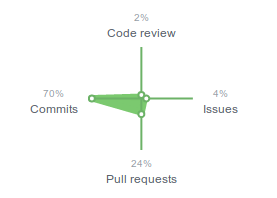 2%
Code review
70%
Commits
4%
Issues
24%
Pull requests